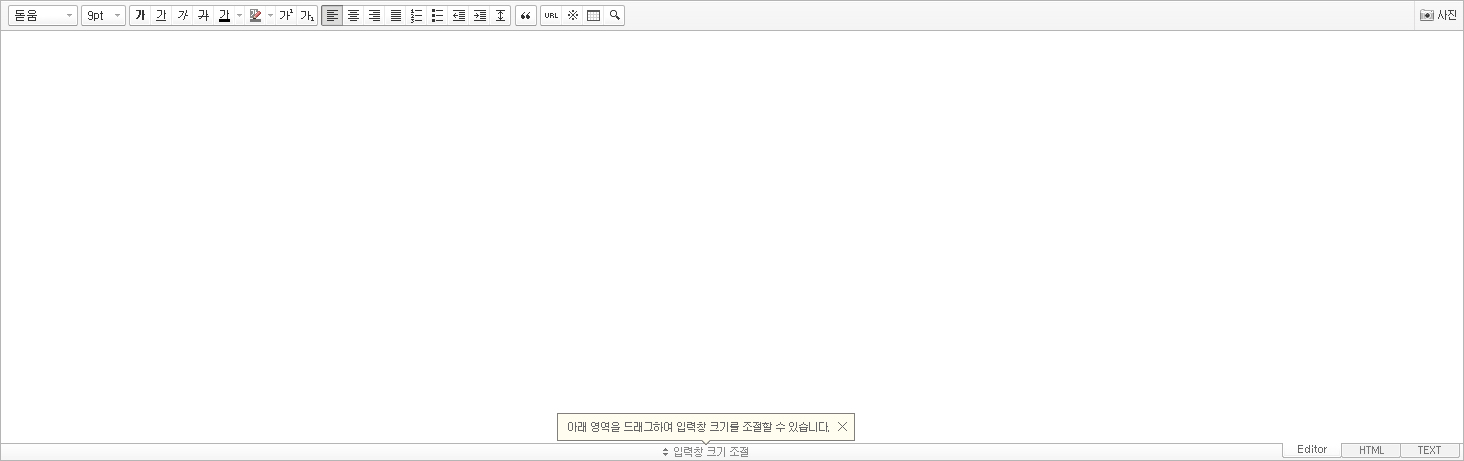 돋움 9pt 가 가 가 가 가 가 가² 가₁ URL ※ 사진
아래 영역을 드래그하여 입력창 크기를 조절할 수 있습니다.
입력창 크기 조절
Editor HTML TEXT